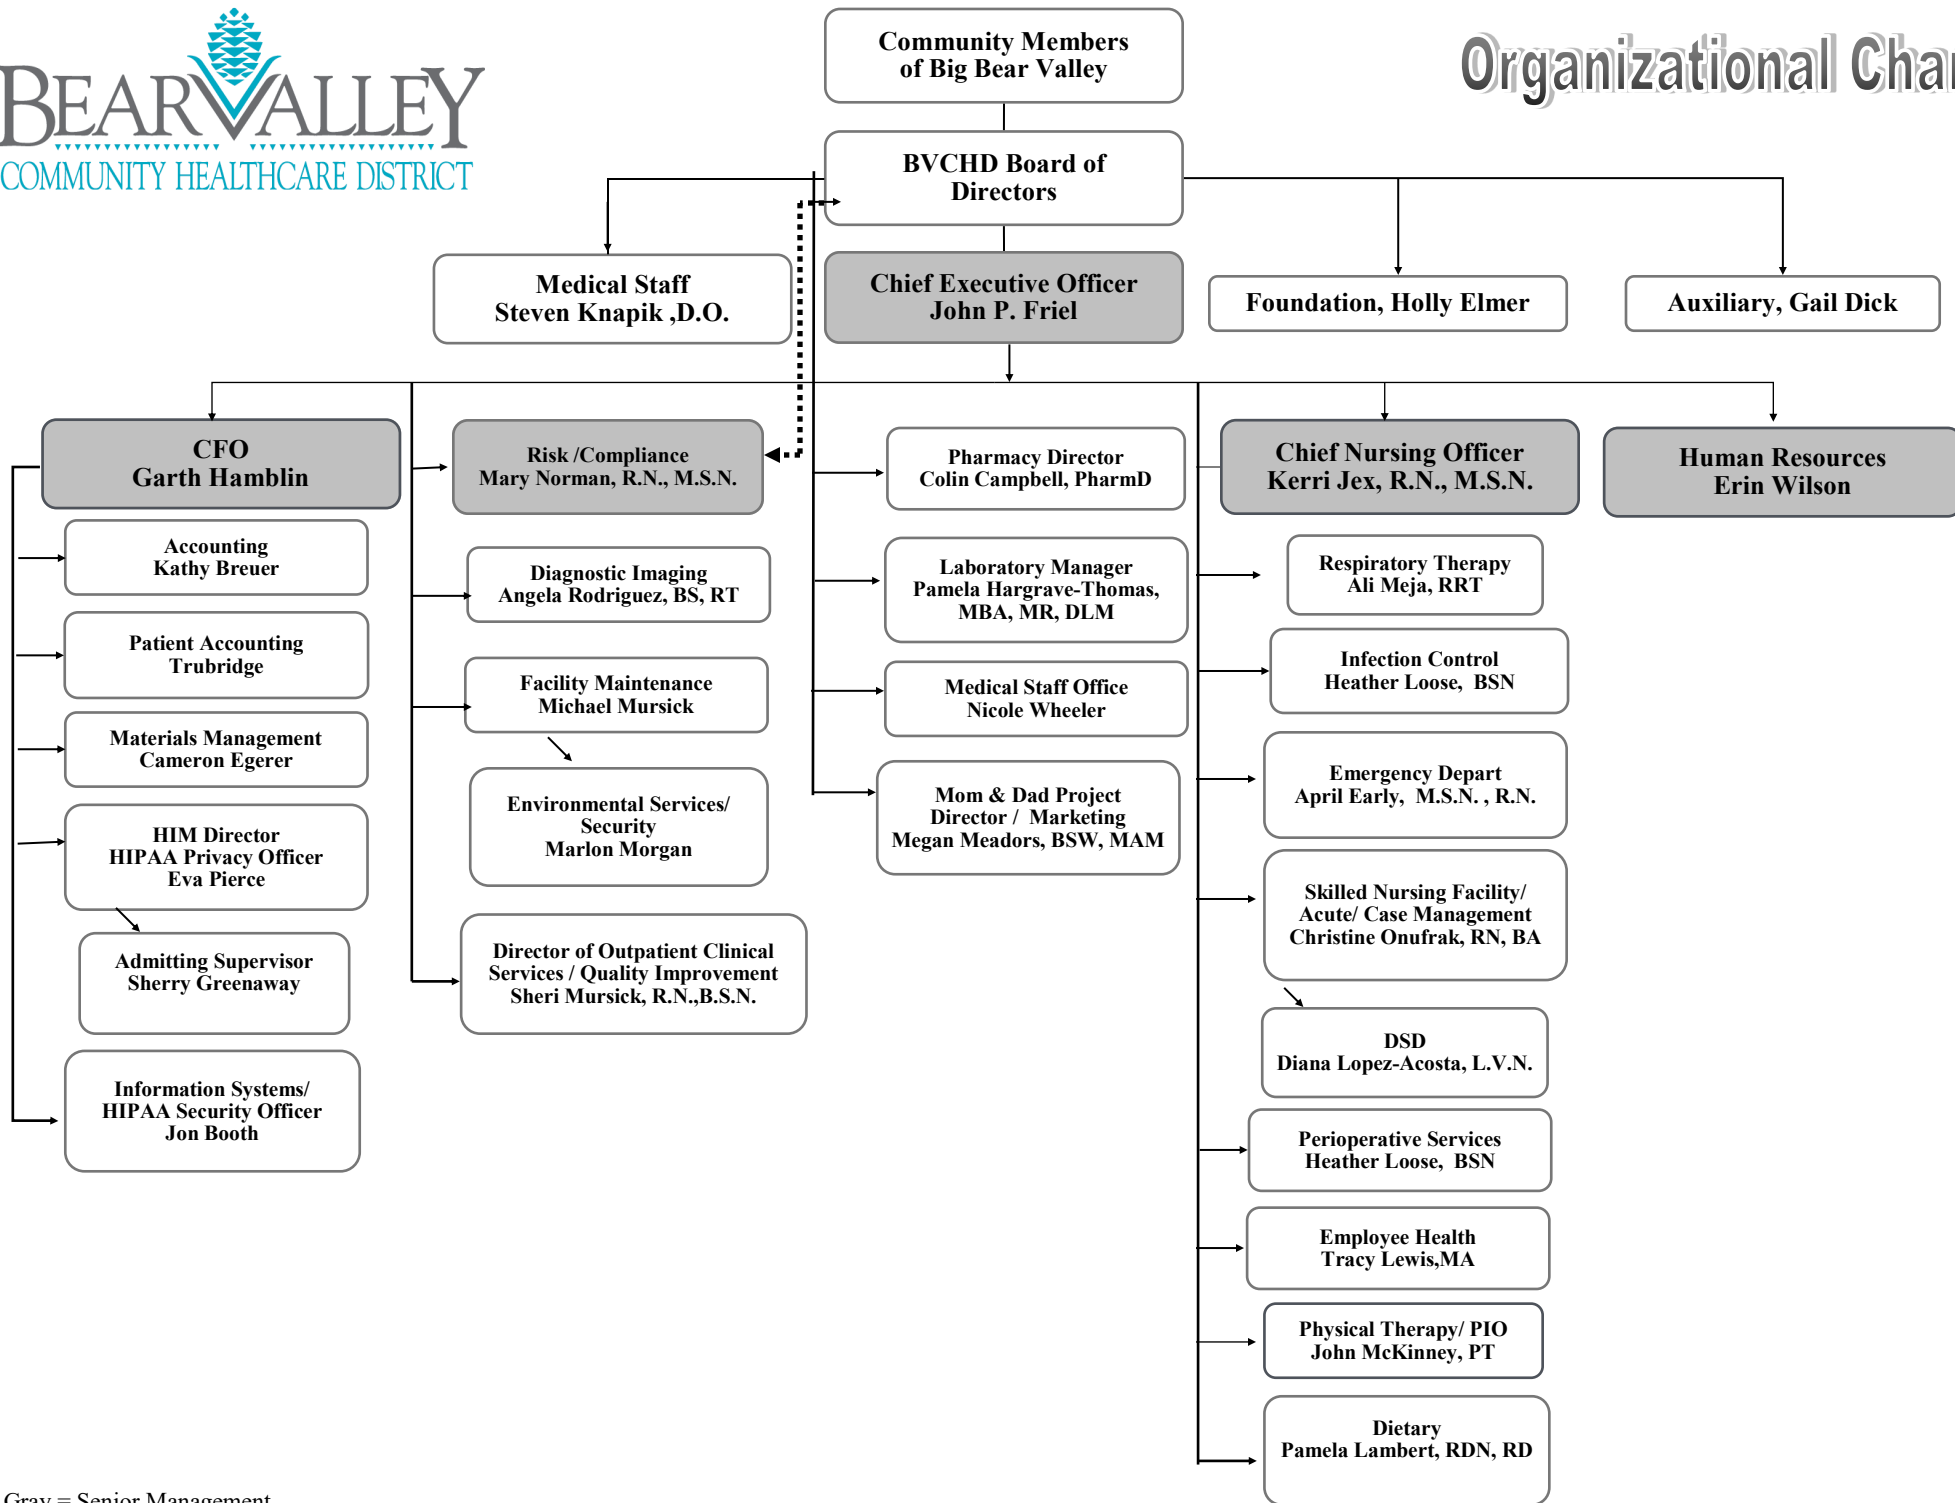 BEAR VALLEY
COMMUNITY HEALTHCARE DISTRICT
Organizational Char
Community Members
of Big Bear Valley
BVCHD Board of
Directors
Medical Staff
Steven Knapik ,D.O.
Chief Executive Officer
John P. Friel
Foundation, Holly Elmer
Auxiliary, Gail Dick
CFO
Garth Hamblin
Risk /Compliance
Mary Norman, R.N., M.S.N.
Pharmacy Director
Colin Campbell, PharmD
Chief Nursing Officer
Kerri Jex, R.N., M.S.N.
Human Resources
Erin Wilson
Accounting
Kathy Breuer
Patient Accounting
Trubridge
Materials Management
Cameron Egerer
HIM Director
HIPAA Privacy Officer
Eva Pierce
Admitting Supervisor
Sherry Greenaway
Information Systems/
HIPAA Security Officer
Jon Booth
Diagnostic Imaging
Angela Rodriguez, BS, RT
Facility Maintenance
Michael Mursick
Environmental Services/
Security
Marlon Morgan
Director of Outpatient Clinical
Services / Quality Improvement
Sheri Mursick, R.N.,B.S.N.
Laboratory Manager
Pamela Hargrave-Thomas,
MBA, MR, DLM
Medical Staff Office
Nicole Wheeler
Mom & Dad Project
Director / Marketing
Megan Meadors, BSW, MAM
Respiratory Therapy
Ali Meja, RRT
Infection Control
Heather Loose, BSN
Emergency Depart
April Early, M.S.N. , R.N.
Skilled Nursing Facility/
Acute/ Case Management
Christine Onufrak, RN, BA
DSD
Diana Lopez-Acosta, L.V.N.
Perioperative Services
Heather Loose, BSN
Employee Health
Tracy Lewis,MA
Physical Therapy/ PIO
John McKinney, PT
Dietary
Pamela Lambert, RDN, RD
Gray = Senior Management